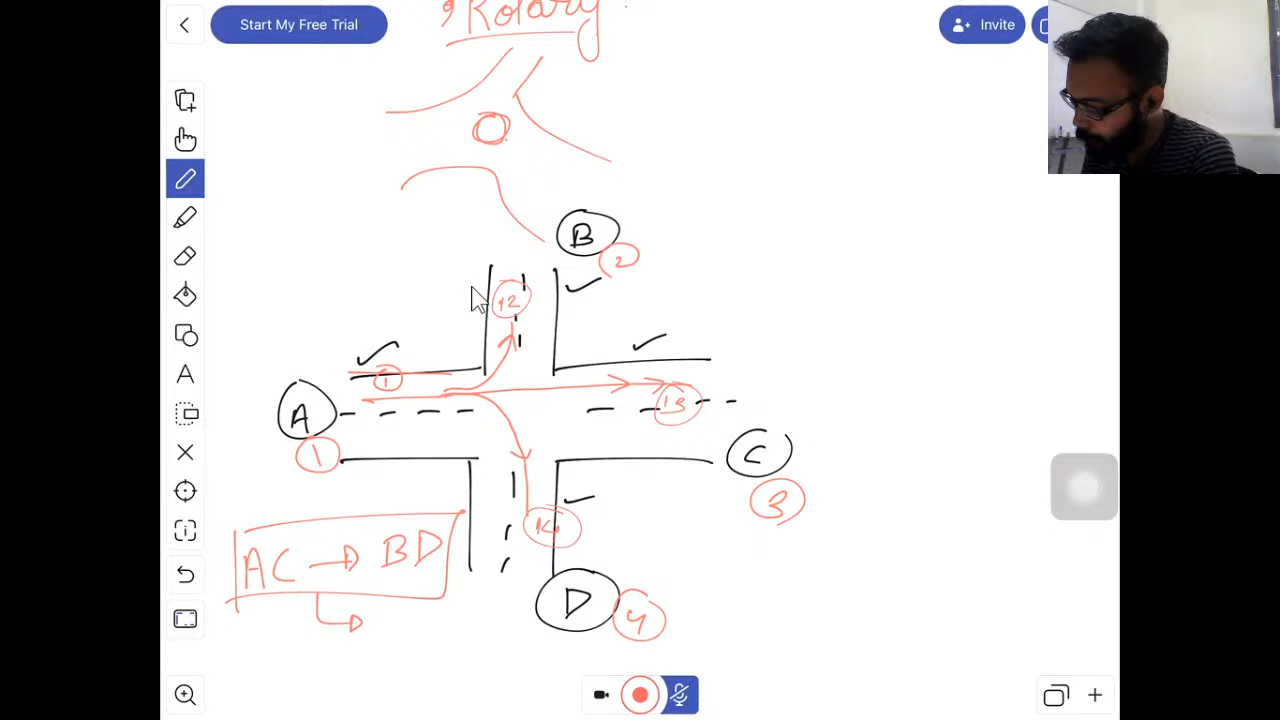 Start My Free Trial
Invite
Rotary
B
2
12
1
A
13
1
C
3
14
AC → BD
D
4